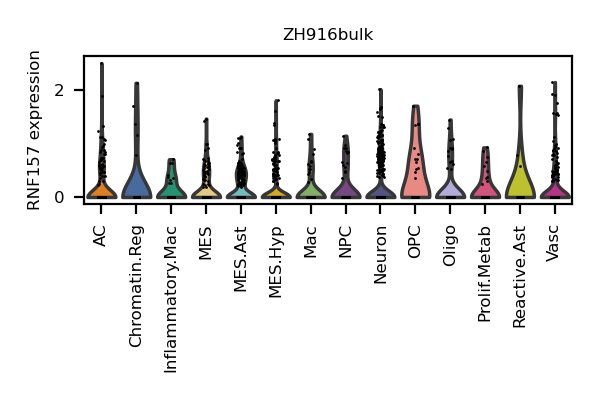 ZH916bulk
RNF157 expression
2
0
AC
Chromatin.Reg
Inflammatory.Mac
MES
MES.Ast
MES.Hyp
Mac
NPC
Neuron
OPC
Oligo
Prolif.Metab
Reactive.Ast
Vasc